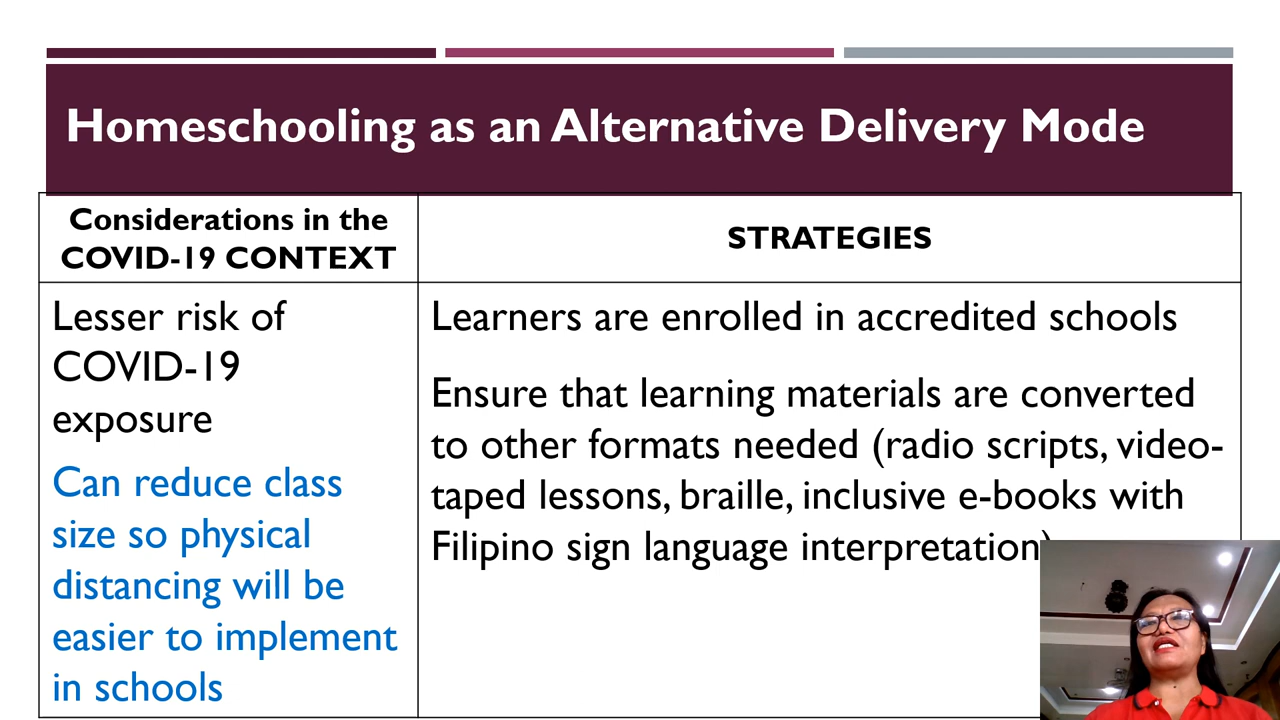 Homeschooling as an Alternative Delivery Mode
Considerations in the
COVID-19 CONTEXT
STRATEGIES
Lesser risk of
COVID-19
exposure
Can reduce class
size so physical
distancing will be
easier to implement
in schools
Learners are enrolled in accredited schools
Ensure that learning materials are converted
to other formats needed (radio scripts, video-
taped lessons, braille, inclusive e-books with
Filipino sign language interpretation)